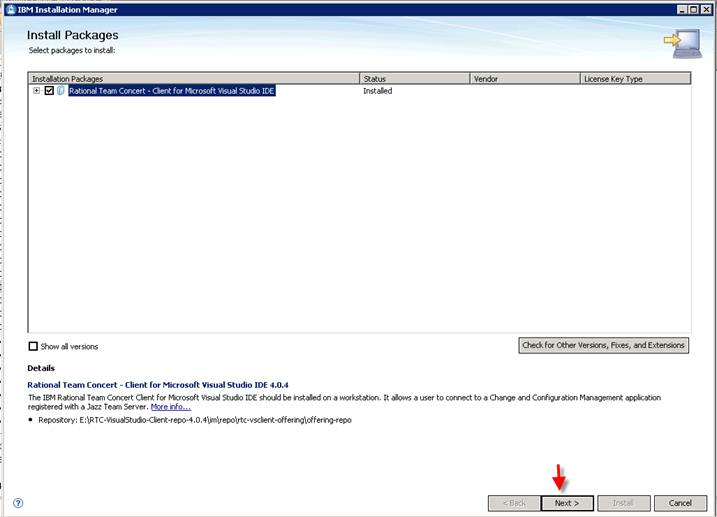 IBM Installation Manager
Install Packages
Select packages to install:
Installation Packages Status Vendor License Key Type
Rational Team Concert - Client for Microsoft Visual Studio IDE Installed
Show all versions Check for Other Versions, Fixes, and Extensions
Details
Rational Team Concert - Client for Microsoft Visual Studio IDE 4.0.4
The IBM Rational Team Concert Client for Microsoft Visual Studio IDE should be installed on a workstation. It allows a user to connect to a Change and Configuration Management application
registered with a Jazz Team Server. More info...
• Repository: E:\RTC-VisualStudio-Client-repo-4.0.4\im\repo\rtc-vsclient-offering\offering-repo
? < Back Next > Install Cancel